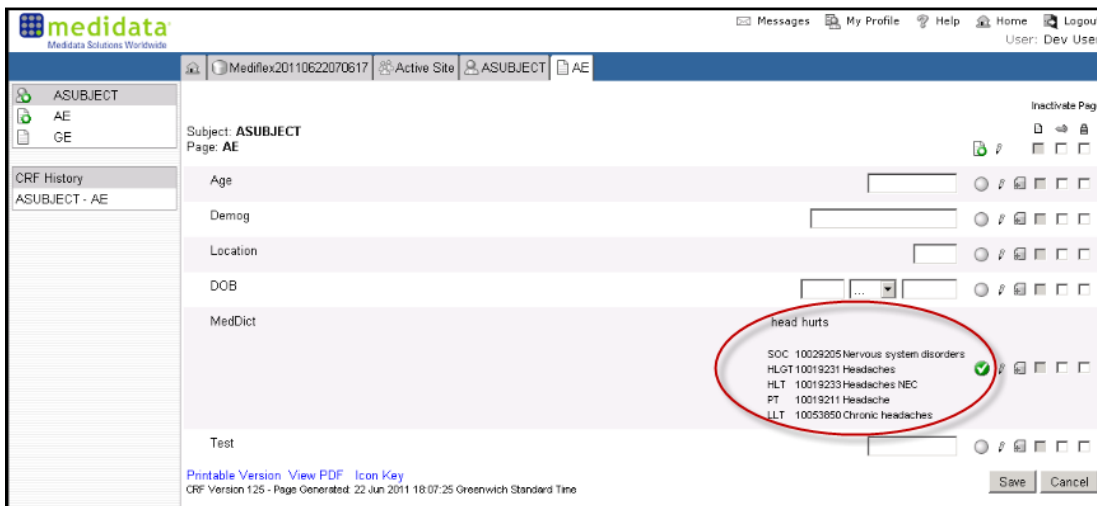 medidata
Medidata Solutions Worldwide
Messages My Profile Help Home Logout
User: Dev User
Mediflex20110622070617 Active Site ASUBJECT AE
ASUBJECT
AE
GE
CRF History
ASUBJECT - AE
Inactivate Pag
Subject: ASUBJECT
Page: AE
Age
Demog
Location
DOB ...
MedDict head hurts
SOC 10029205 Nervous system disorders
HLGT 10019231 Headaches
HLT 10019233 Headaches NEC
PT 10019211 Headache
LLT 10053850 Chronic headaches
Test
Printable Version View PDF Icon Key
CRF Version 125 - Page Generated: 22 Jun 2011 18:07:25 Greenwich Standard Time
Save Cancel